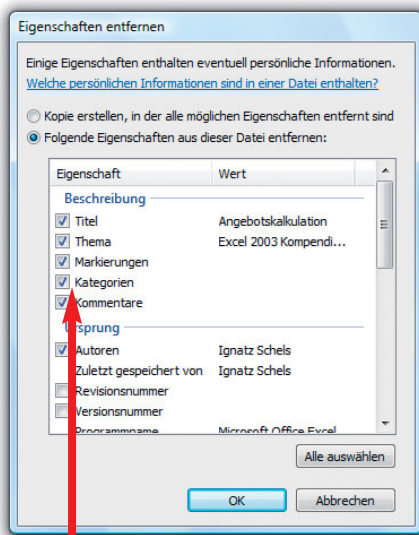 Eigenschaften entfernen
Einige Eigenschaften enthalten eventuell persönliche Informationen.
Welche persönlichen Informationen sind in einer Datei enthalten?
Kopie erstellen, in der alle möglichen Eigenschaften entfernt sind
Folgende Eigenschaften aus dieser Datei entfernen:
Eigenschaft Wert
Beschreibung
Titel Angebotskalkulation
Thema Excel 2003 Kompendi...
Markierungen
Kategorien
Kommentare
Ursprung
Autoren Ignatz Schels
Zuletzt gespeichert von Ignatz Schels
Revisionsnummer
Versionsnummer
Programmname Microsoft Office Excel
Alle auswählen
OK Abbrechen